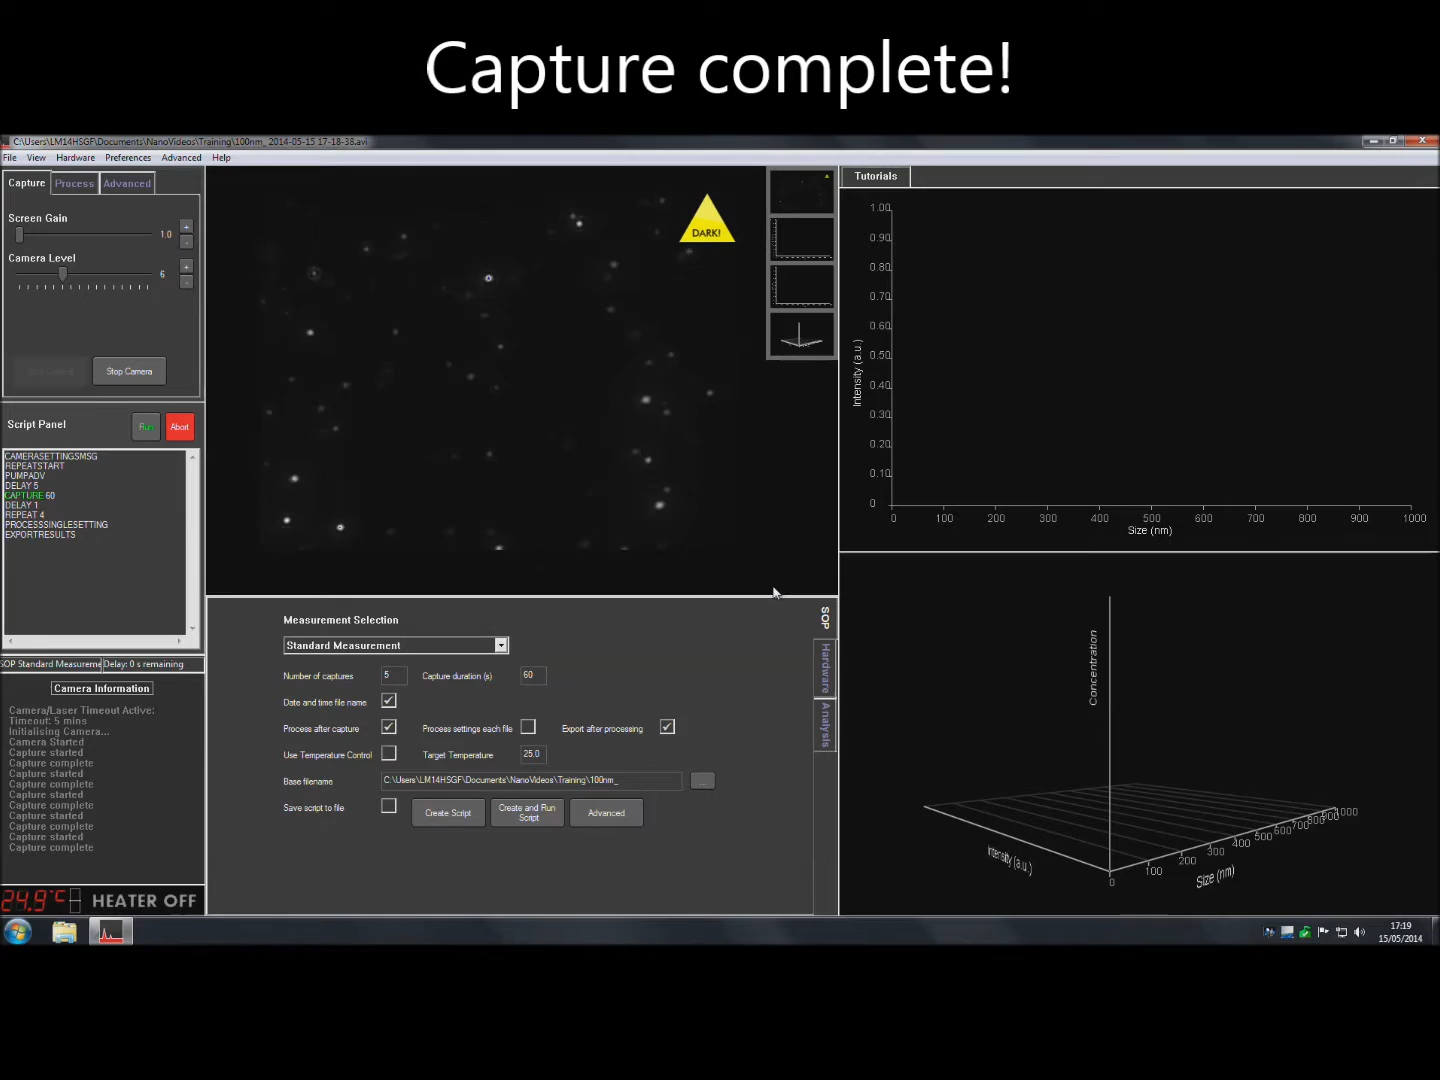 Capture complete!
C:\Users\LM14HSGF\Documents\NanoVideos\Training\100nm_ 2014-05-15 17-18-38.avi
File View Hardware Preferences Advanced Help
Capture Process Advanced
Screen Gain
1.0
+
-
Camera Level
6
+
-
Stop Camera
Script Panel
Run
Abort
CAMERASETTINGSMSG
REPEATSTART
PUMPADV
DELAY 5
CAPTURE 60
DELAY 1
REPEAT 4
PROCESSSINGLESETTING
EXPORTRESULTS
SOP Standard Measureme Delay: 0 s remaining
Camera Information
Camera/Laser Timeout Active:
Timeout: 5 mins
Initialising Camera...
Camera Started
Capture started
Capture complete
Capture started
Capture complete
Capture started
Capture complete
Capture started
Capture complete
Capture started
Capture complete
24.9°C HEATER OFF
DARK!
Measurement Selection
Standard Measurement
Number of captures 5 Capture duration (s) 60
Date and time file name
Process after capture Process settings each file Export after processing
Use Temperature Control Target Temperature 25.0
Base filename C:\Users\LM14HSGF\Documents\NanoVideos\Training\100nm_ ...
Save script to file Create Script Create and Run Script Advanced
SOP
Hardware
Analysis
Tutorials
1.00
0.90
0.80
0.70
0.60
0.50
0.40
0.30
0.20
0.10
0
Intensity (a.u.)
0 100 200 300 400 500 600 700 800 900 1000
Size (nm)
Concentration
Intensity (a.u.)
0 100 200 300 400 500 600 700 800 900 1000
Size (nm)
17:19
15/05/2014